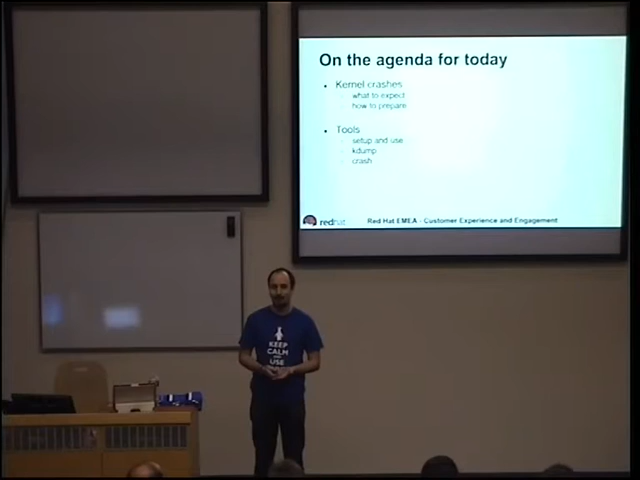 On the agenda for today
• Kernel crashes
what to expect
how to prepare
• Tools
setup and use
kdump
crash
redhat
Red Hat EMEA - Customer Experience and Engagement
KEEP
CALM
AND
USE